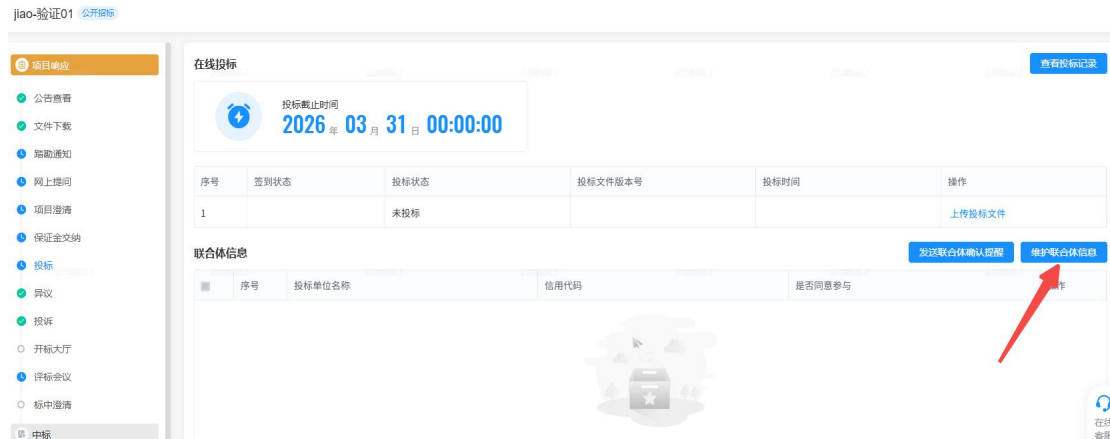 jiao-验证01 公开招标
项目响应
公告查看
文件下载
踏勘通知
网上提问
项目澄清
保证金交纳
投标
异议
投诉
开标大厅
评标会议
标中澄清
中标
在线投标
查看投标记录
投标截止时间
2026 年 03 月 31 日 00:00:00
序号 签到状态 投标状态 投标文件版本号 投标时间 操作
1 未投标 上传投标文件
联合体信息
发送联合体确认提醒 维护联合体信息
序号 投标单位名称 信用代码 是否同意参与 作
在线
客服